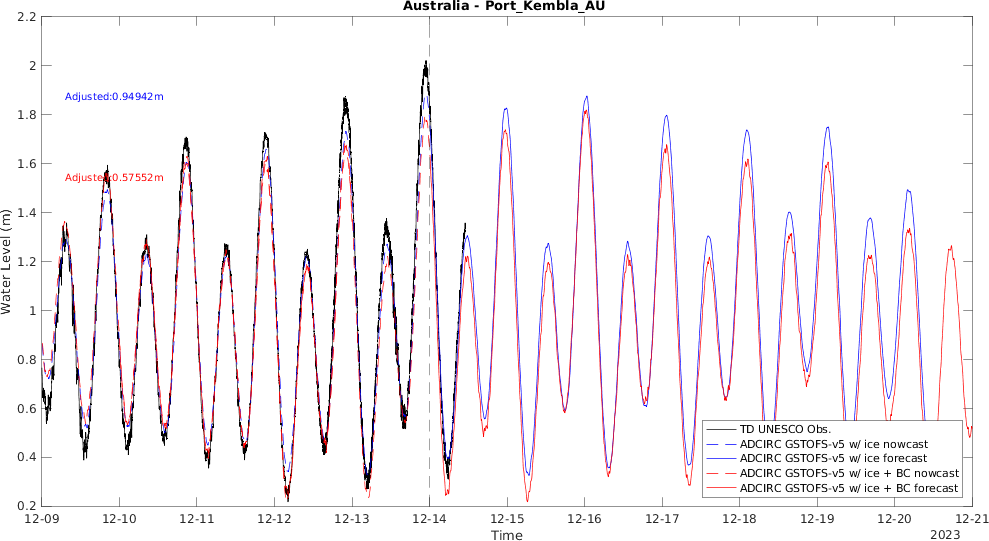 Australia - Port_Kembla_AU
2.2
2
1.8
1.6
1.4
1.2
1
0.8
0.6
0.4
0.2
Water Level (m)
Adjusted:0.94942m
Adjusted:0.57552m
TD UNESCO Obs.
ADCIRC GSTOFS-v5 w/ ice nowcast
ADCIRC GSTOFS-v5 w/ ice forecast
ADCIRC GSTOFS-v5 w/ ice + BC nowcast
ADCIRC GSTOFS-v5 w/ ice + BC forecast
12-09 12-10 12-11 12-12 12-13 12-14 12-15 12-16 12-17 12-18 12-19 12-20 12-21
Time
2023